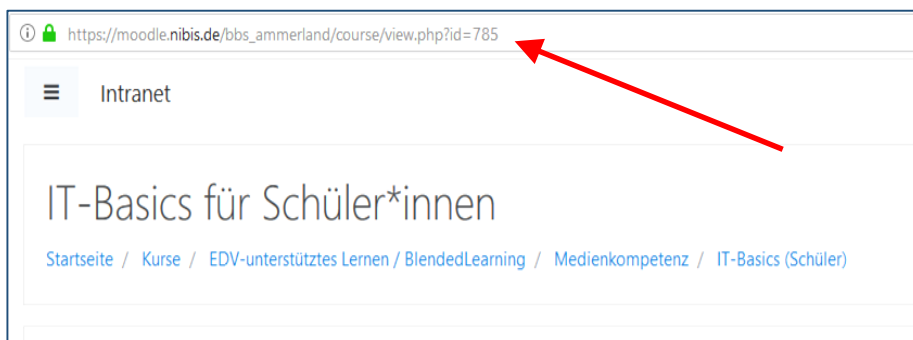 https://moodle.nibis.de/bbs_ammerland/course/view.php?id=785
Intranet
IT-Basics für Schüler*innen
Startseite / Kurse / EDV-unterstütztes Lernen / BlendedLearning / Medienkompetenz / IT-Basics (Schüler)